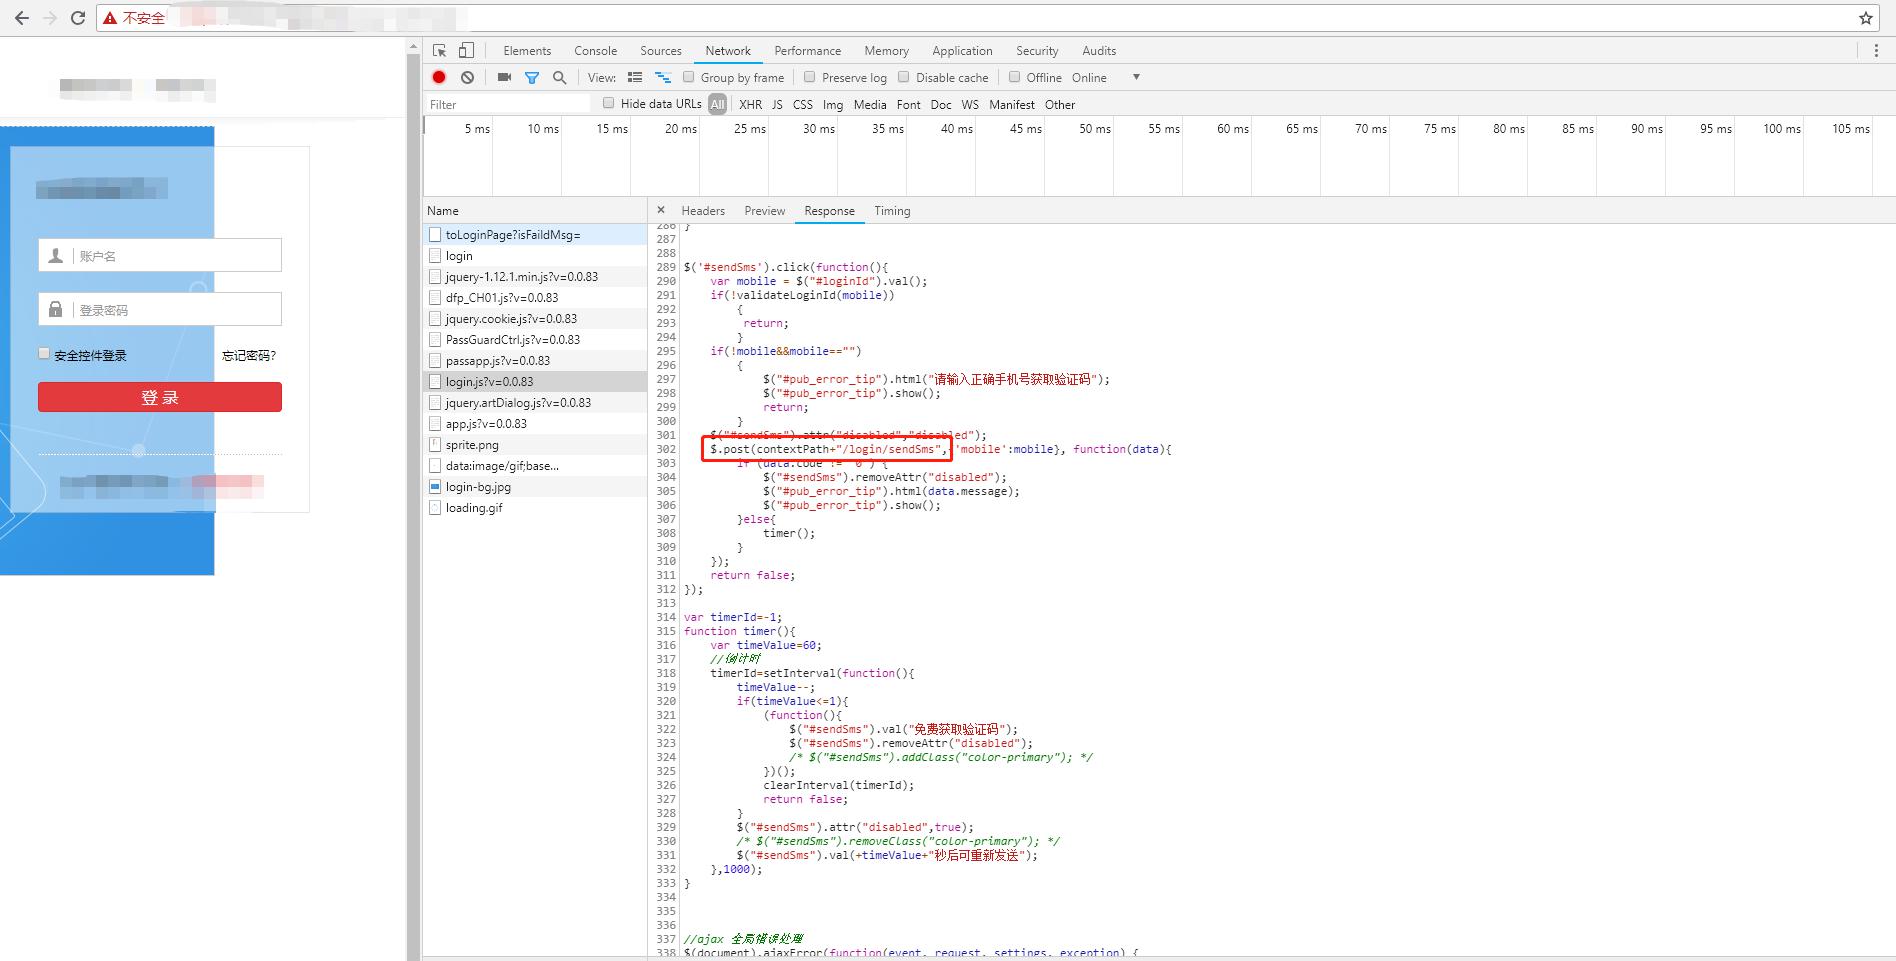 不安全
Elements Console Sources Network Performance Memory Application Security Audits
View: Group by frame Preserve log Disable cache Offline Online
Filter Hide data URLs All XHR JS CSS Img Media Font Doc WS Manifest Other
5 ms 10 ms 15 ms 20 ms 25 ms 30 ms 35 ms 40 ms 45 ms 50 ms 55 ms 60 ms 65 ms 70 ms 75 ms 80 ms 85 ms 90 ms 95 ms 100 ms 105 ms
账户名
登录密码
安全控件登录 忘记密码?
登 录
Name
toLoginPage?isFaildMsg=
login
jquery-1.12.1.min.js?v=0.0.83
dfp_CH01.js?v=0.0.83
jquery.cookie.js?v=0.0.83
PassGuardCtrl.js?v=0.0.83
passapp.js?v=0.0.83
login.js?v=0.0.83
jquery.artDialog.js?v=0.0.83
app.js?v=0.0.83
sprite.png
data:image/gif;base...
login-bg.jpg
loading.gif
× Headers Preview Response Timing
286 }
287
288
289 $('#sendSms').click(function(){
290 var mobile = $("#loginId").val();
291 if(!validateLoginId(mobile))
292 {
293 return;
294 }
295 if(!mobile&&mobile=="")
296 {
297 $("#pub_error_tip").html("请输入正确手机号获取验证码");
298 $("#pub_error_tip").show();
299 return;
300 }
301 $("#sendSms").attr("disabled","disabled");
302 $.post(contextPath+"/login/sendSms",{'mobile':mobile}, function(data){
303 if (data.code != "0") {
304 $("#sendSms").removeAttr("disabled");
305 $("#pub_error_tip").html(data.message);
306 $("#pub_error_tip").show();
307 }else{
308 timer();
309 }
310 });
311 return false;
312 });
313
314 var timerId=-1;
315 function timer(){
316 var timeValue=60;
317 //倒计时
318 timerId=setInterval(function(){
319 timeValue--;
320 if(timeValue<=1){
321 (function(){
322 $("#sendSms").val("免费获取验证码");
323 $("#sendSms").removeAttr("disabled");
324 /* $("#sendSms").addClass("color-primary"); */
325 })();
326 clearInterval(timerId);
327 return false;
328 }
329 $("#sendSms").attr("disabled",true);
330 /* $("#sendSms").removeClass("color-primary"); */
331 $("#sendSms").val(+timeValue+"秒后可重新发送");
332 },1000);
333 }
334
335
336
337 //ajax 全局错误处理
338 $(document).ajaxError(function(event, request, settings, exception) {